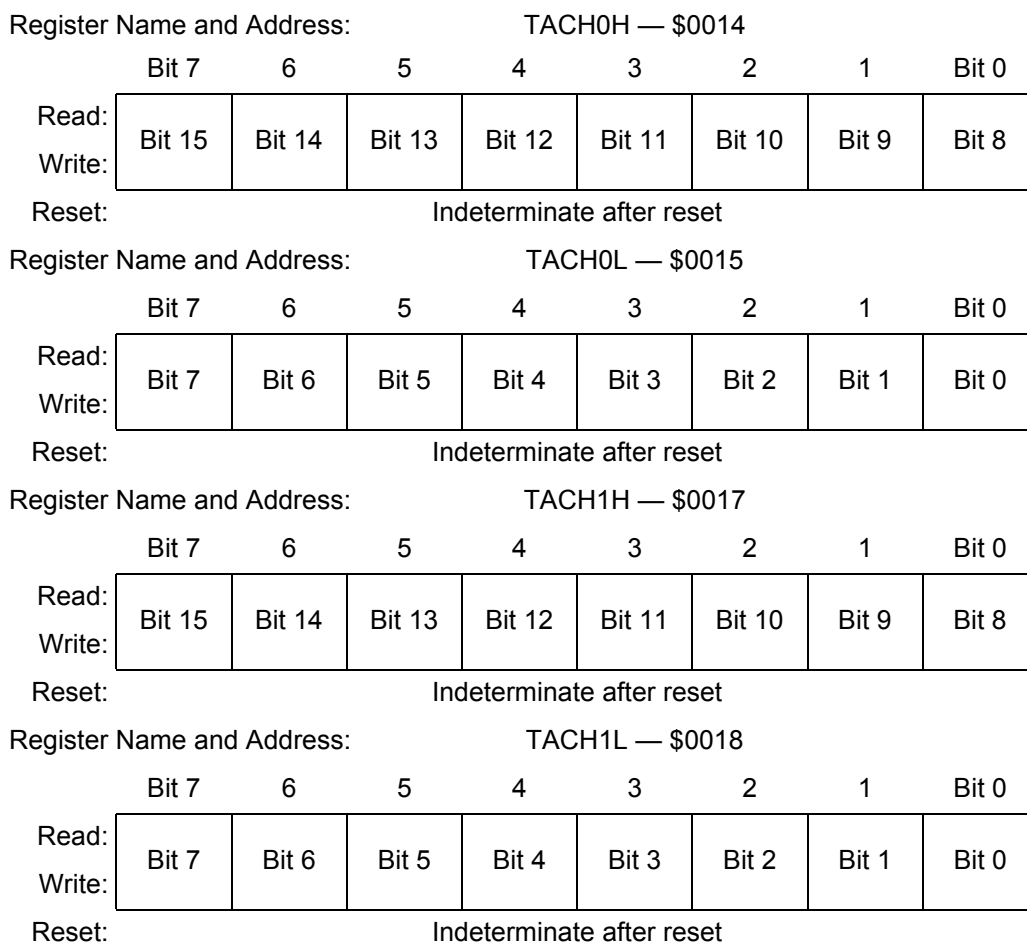 Register Name and Address: TACH0H — $0014
Bit 7 6 5 4 3 2 1 Bit 0
Read:
Bit 15 Bit 14 Bit 13 Bit 12 Bit 11 Bit 10 Bit 9 Bit 8
Write:
Reset: Indeterminate after reset
Register Name and Address: TACH0L — $0015
Bit 7 6 5 4 3 2 1 Bit 0
Read:
Bit 7 Bit 6 Bit 5 Bit 4 Bit 3 Bit 2 Bit 1 Bit 0
Write:
Reset: Indeterminate after reset
Register Name and Address: TACH1H — $0017
Bit 7 6 5 4 3 2 1 Bit 0
Read:
Bit 15 Bit 14 Bit 13 Bit 12 Bit 11 Bit 10 Bit 9 Bit 8
Write:
Reset: Indeterminate after reset
Register Name and Address: TACH1L — $0018
Bit 7 6 5 4 3 2 1 Bit 0
Read:
Bit 7 Bit 6 Bit 5 Bit 4 Bit 3 Bit 2 Bit 1 Bit 0
Write:
Reset: Indeterminate after reset